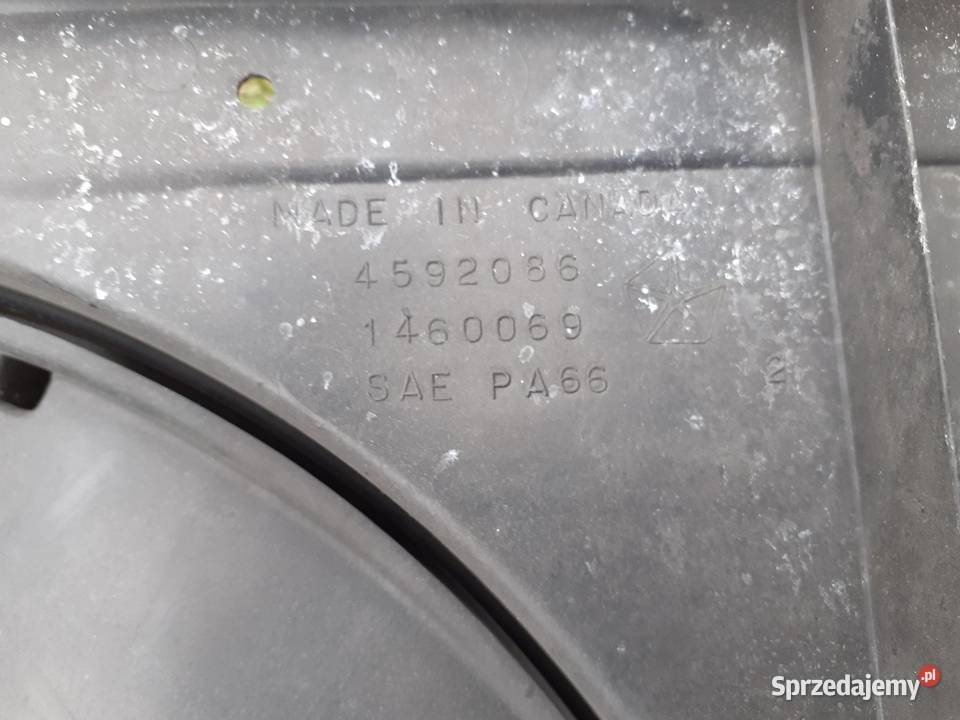 MADE IN CANADA
4592086
1460069
SAE PA66
2
Sprzedajemy.pl